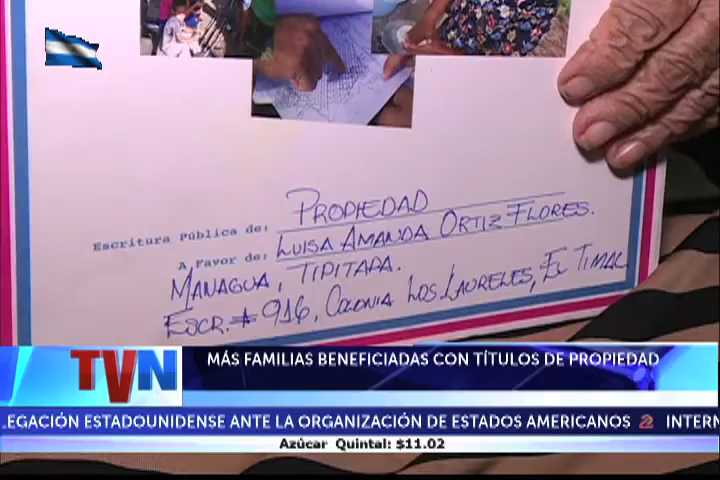 Escritura Pública de: PROPIEDAD
A Favor de: LUISA AMANDA ORTIZ FLORES.
MANAGUA, TIPITAPA.
ESCR. # 916, COLONIA LOS LAURELES, EL TIMAL
TVN
MÁS FAMILIAS BENEFICIADAS CON TÍTULOS DE PROPIEDAD
EGACIÓN ESTADOUNIDENSE ANTE LA ORGANIZACIÓN DE ESTADOS AMERICANOS 2 INTERN
Azúcar Quintal: $11.02